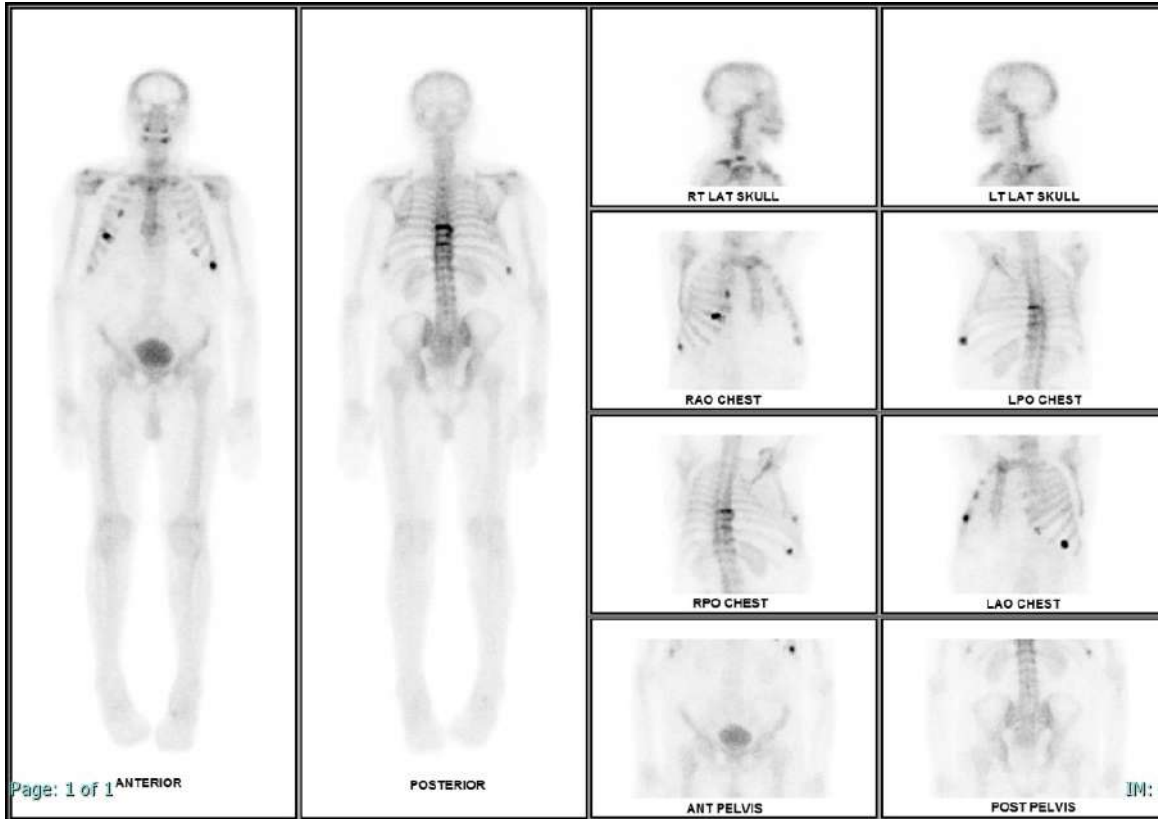 RT LAT SKULL
LT LAT SKULL
RAO CHEST
LPO CHEST
RPO CHEST
LAO CHEST
Page: 1 of 1
ANTERIOR
POSTERIOR
ANT PELVIS
POST PELVIS
IM: